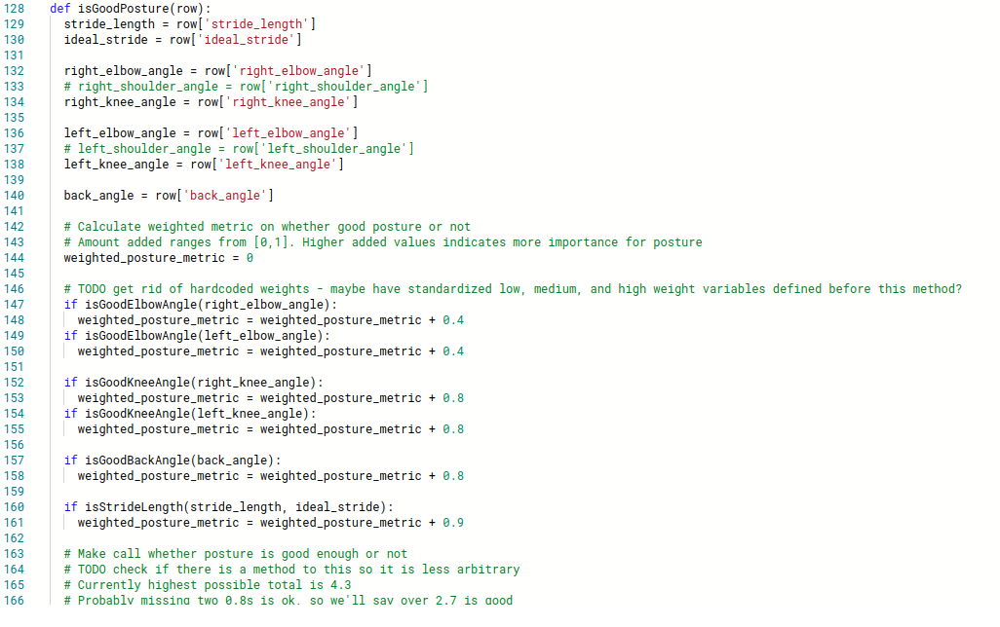 128 def isGoodPosture(row):
129 stride_length = row['stride_length']
130 ideal_stride = row['ideal_stride']
131
132 right_elbow_angle = row['right_elbow_angle']
133 # right_shoulder_angle = row['right_shoulder_angle']
134 right_knee_angle = row['right_knee_angle']
135
136 left_elbow_angle = row['left_elbow_angle']
137 # left_shoulder_angle = row['left_shoulder_angle']
138 left_knee_angle = row['left_knee_angle']
139
140 back_angle = row['back_angle']
141
142 # Calculate weighted metric on whether good posture or not
143 # Amount added ranges from [0,1]. Higher added values indicates more importance for posture
144 weighted_posture_metric = 0
145
146 # TODO get rid of hardcoded weights - maybe have standardized low, medium, and high weight variables defined before this method?
147 if isGoodElbowAngle(right_elbow_angle):
148 weighted_posture_metric = weighted_posture_metric + 0.4
149 if isGoodElbowAngle(left_elbow_angle):
150 weighted_posture_metric = weighted_posture_metric + 0.4
151
152 if isGoodKneeAngle(right_knee_angle):
153 weighted_posture_metric = weighted_posture_metric + 0.8
154 if isGoodKneeAngle(left_knee_angle):
155 weighted_posture_metric = weighted_posture_metric + 0.8
156
157 if isGoodBackAngle(back_angle):
158 weighted_posture_metric = weighted_posture_metric + 0.8
159
160 if isStrideLength(stride_length, ideal_stride):
161 weighted_posture_metric = weighted_posture_metric + 0.9
162
163 # Make call whether posture is good enough or not
164 # TODO check if there is a method to this so it is less arbitrary
165 # Currently highest possible total is 4.3
166 # Probably missing two 0.8s is ok, so we'll say over 2.7 is good